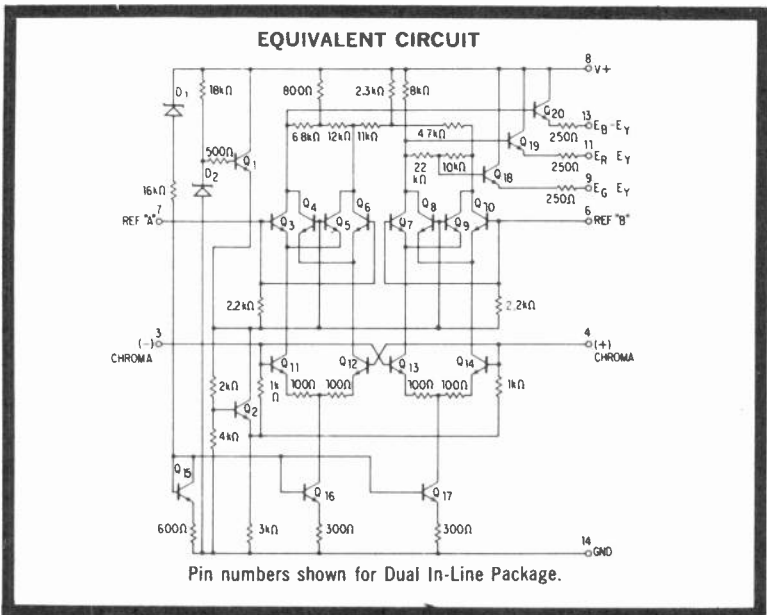 EQUIVALENT CIRCUIT
8
V+
D1
18kΩ
800Ω
2.3kΩ
8kΩ
Q20
13
EB-EY
6.8kΩ
12kΩ
11kΩ
4.7kΩ
250Ω
Q19
11
ER EY
500Ω
Q1
D2
22
kΩ
10kΩ
250Ω
Q18
9
EG EY
16kΩ
250Ω
7
REF "A"
Q3
Q4
Q5
Q6
Q7
Q8
Q9
Q10
6
REF "B"
2.2kΩ
2.2kΩ
3
(-)
CHROMA
4
(+)
CHROMA
Q11
Q12
Q13
Q14
2kΩ
1k
Ω
100Ω
100Ω
100Ω
100Ω
1kΩ
Q2
4kΩ
Q15
Q16
Q17
600Ω
3kΩ
300Ω
300Ω
14
GND
Pin numbers shown for Dual In-Line Package.